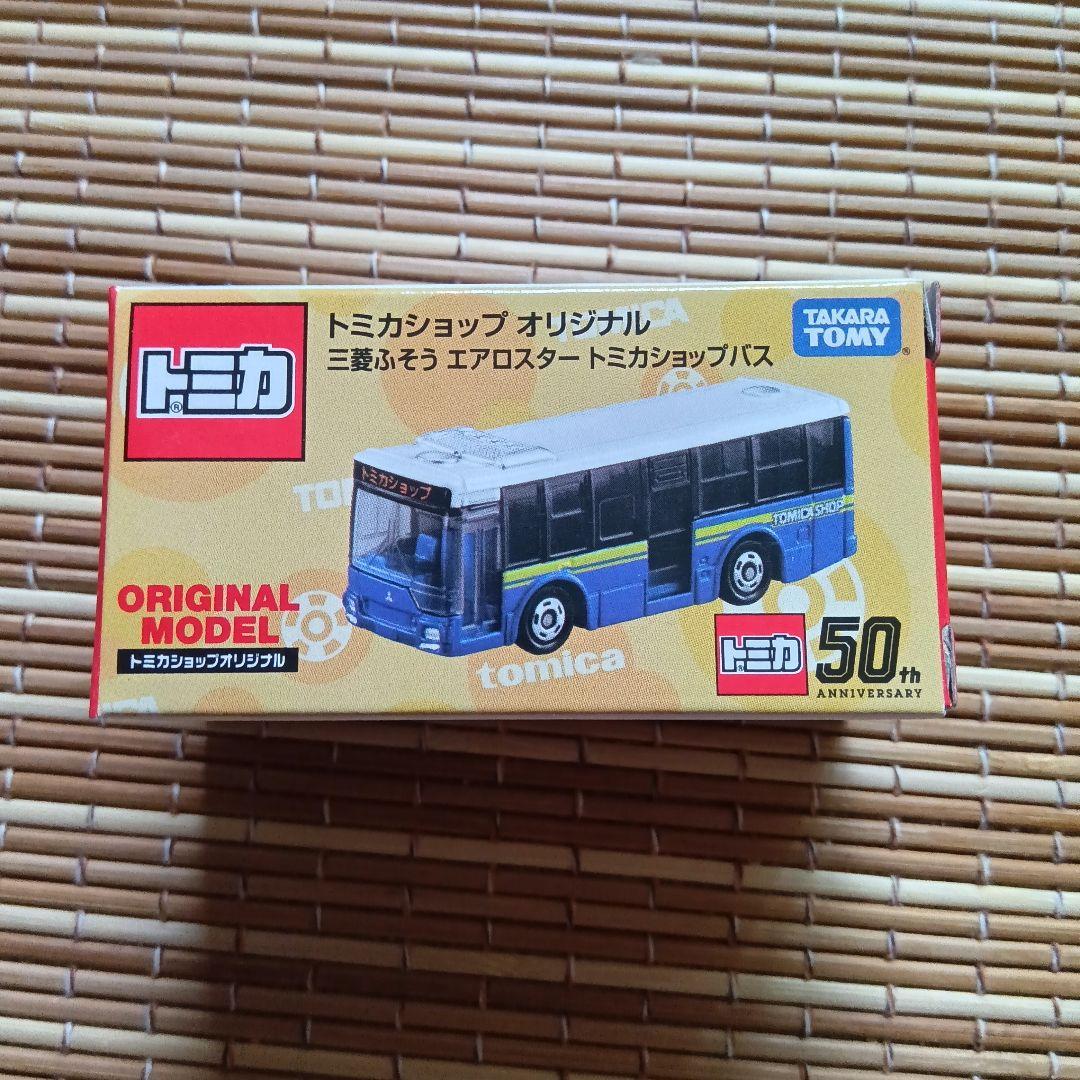 トミカ
トミカショップ オリジナル
三菱ふそう エアロスター トミカショップバス
TAKARA
TOMY
TOMICA
トミカショップ
TOMICA SHOP
ORIGINAL
MODEL
トミカショップオリジナル
tomica
トミカ
50th
ANNIVERSARY